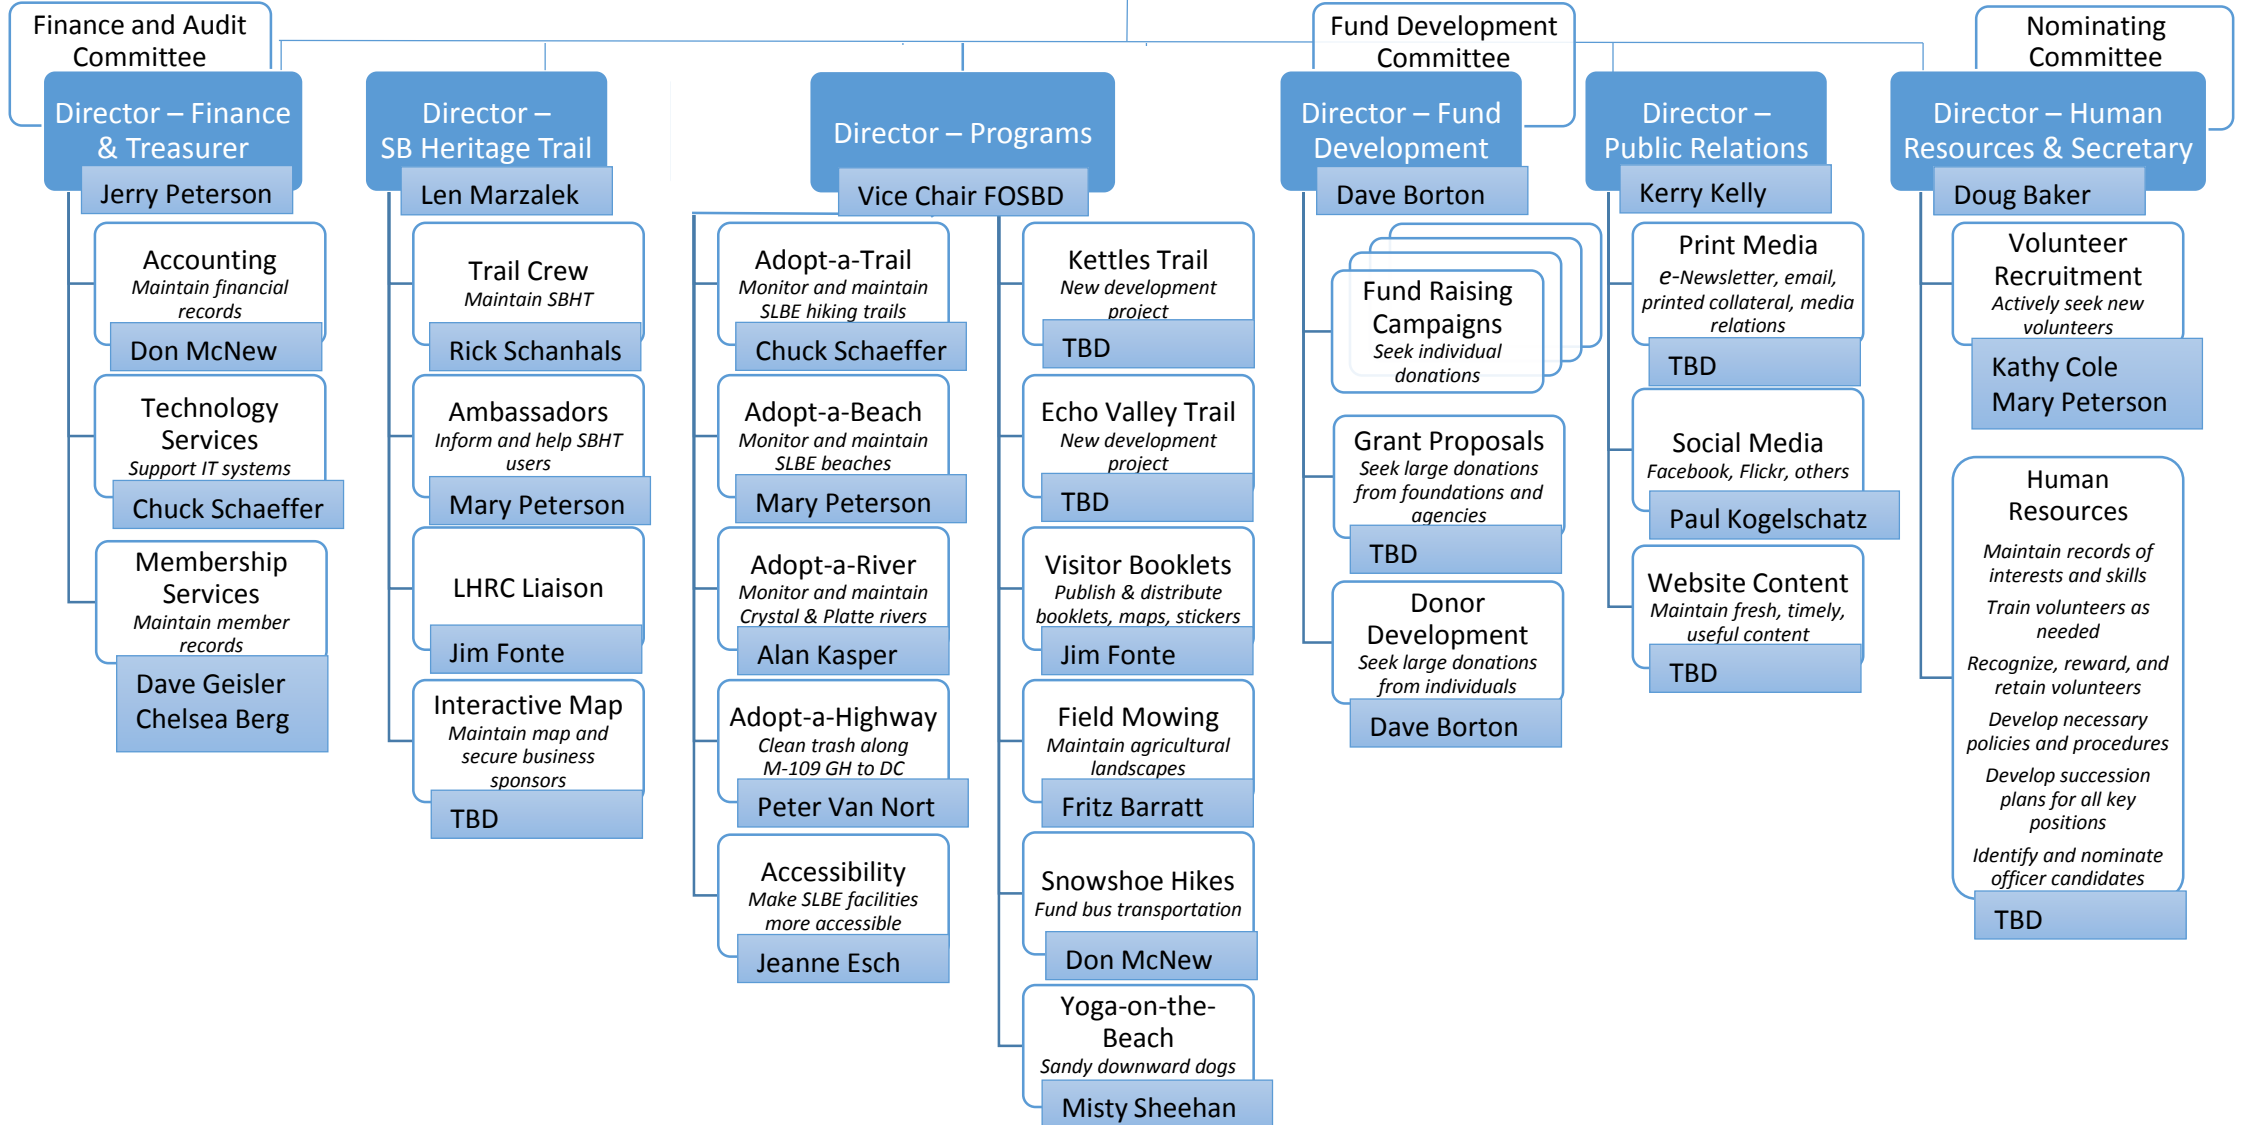 Finance and Audit
Committee
Director – Finance
& Treasurer
Jerry Peterson
Accounting
Maintain financial
records
Don McNew
Technology
Services
Support IT systems
Chuck Schaeffer
Membership
Services
Maintain member
records
Dave Geisler
Chelsea Berg
Director –
SB Heritage Trail
Len Marzalek
Trail Crew
Maintain SBHT
Rick Schanhals
Ambassadors
Inform and help SBHT
users
Mary Peterson
LHRC Liaison
Jim Fonte
Interactive Map
Maintain map and
secure business
sponsors
TBD
Director – Programs
Vice Chair FOSBD
Adopt-a-Trail
Monitor and maintain
SLBE hiking trails
Chuck Schaeffer
Adopt-a-Beach
Monitor and maintain
SLBE beaches
Mary Peterson
Adopt-a-River
Monitor and maintain
Crystal & Platte rivers
Alan Kasper
Adopt-a-Highway
Clean trash along
M-109 GH to DC
Peter Van Nort
Accessibility
Make SLBE facilities
more accessible
Jeanne Esch
Kettles Trail
New development
project
TBD
Echo Valley Trail
New development
project
TBD
Visitor Booklets
Publish & distribute
booklets, maps, stickers
Jim Fonte
Field Mowing
Maintain agricultural
landscapes
Fritz Barratt
Snowshoe Hikes
Fund bus transportation
Don McNew
Yoga-on-the-
Beach
Sandy downward dogs
Misty Sheehan
Fund Development
Committee
Director – Fund
Development
Dave Borton
Fund Raising
Campaigns
Seek individual
donations
Grant Proposals
Seek large donations
from foundations and
agencies
TBD
Donor
Development
Seek large donations
from individuals
Dave Borton
Director –
Public Relations
Kerry Kelly
Print Media
e-Newsletter, email,
printed collateral, media
relations
TBD
Social Media
Facebook, Flickr, others
Paul Kogelschatz
Website Content
Maintain fresh, timely,
useful content
TBD
Nominating
Committee
Director – Human
Resources & Secretary
Doug Baker
Volunteer
Recruitment
Actively seek new
volunteers
Kathy Cole
Mary Peterson
Human
Resources
Maintain records of
interests and skills
Train volunteers as
needed
Recognize, reward, and
retain volunteers
Develop necessary
policies and procedures
Develop succession
plans for all key
positions
Identify and nominate
officer candidates
TBD